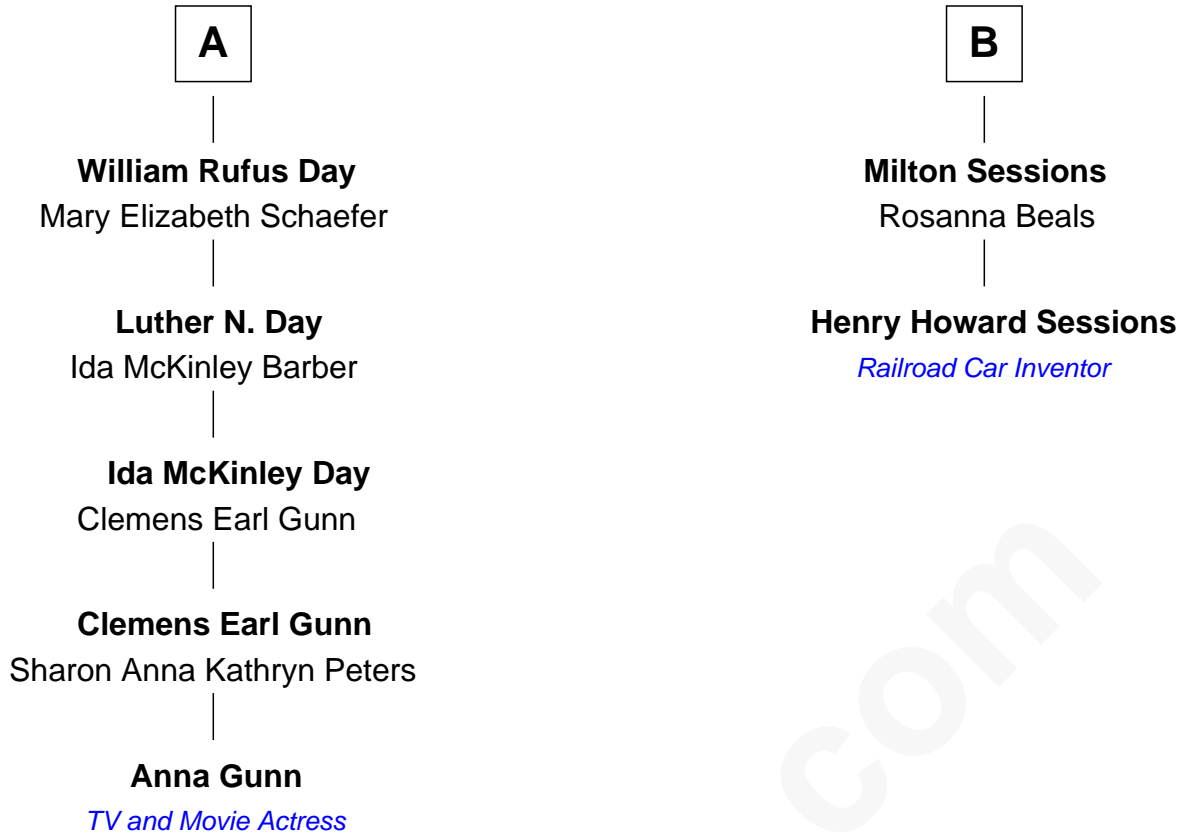 A
William Rufus Day
Mary Elizabeth Schaefer
Luther N. Day
Ida McKinley Barber
Ida McKinley Day
Clemens Earl Gunn
Clemens Earl Gunn
Sharon Anna Kathryn Peters
Anna Gunn
TV and Movie Actress
B
Milton Sessions
Rosanna Beals
Henry Howard Sessions
Railroad Car Inventor
com